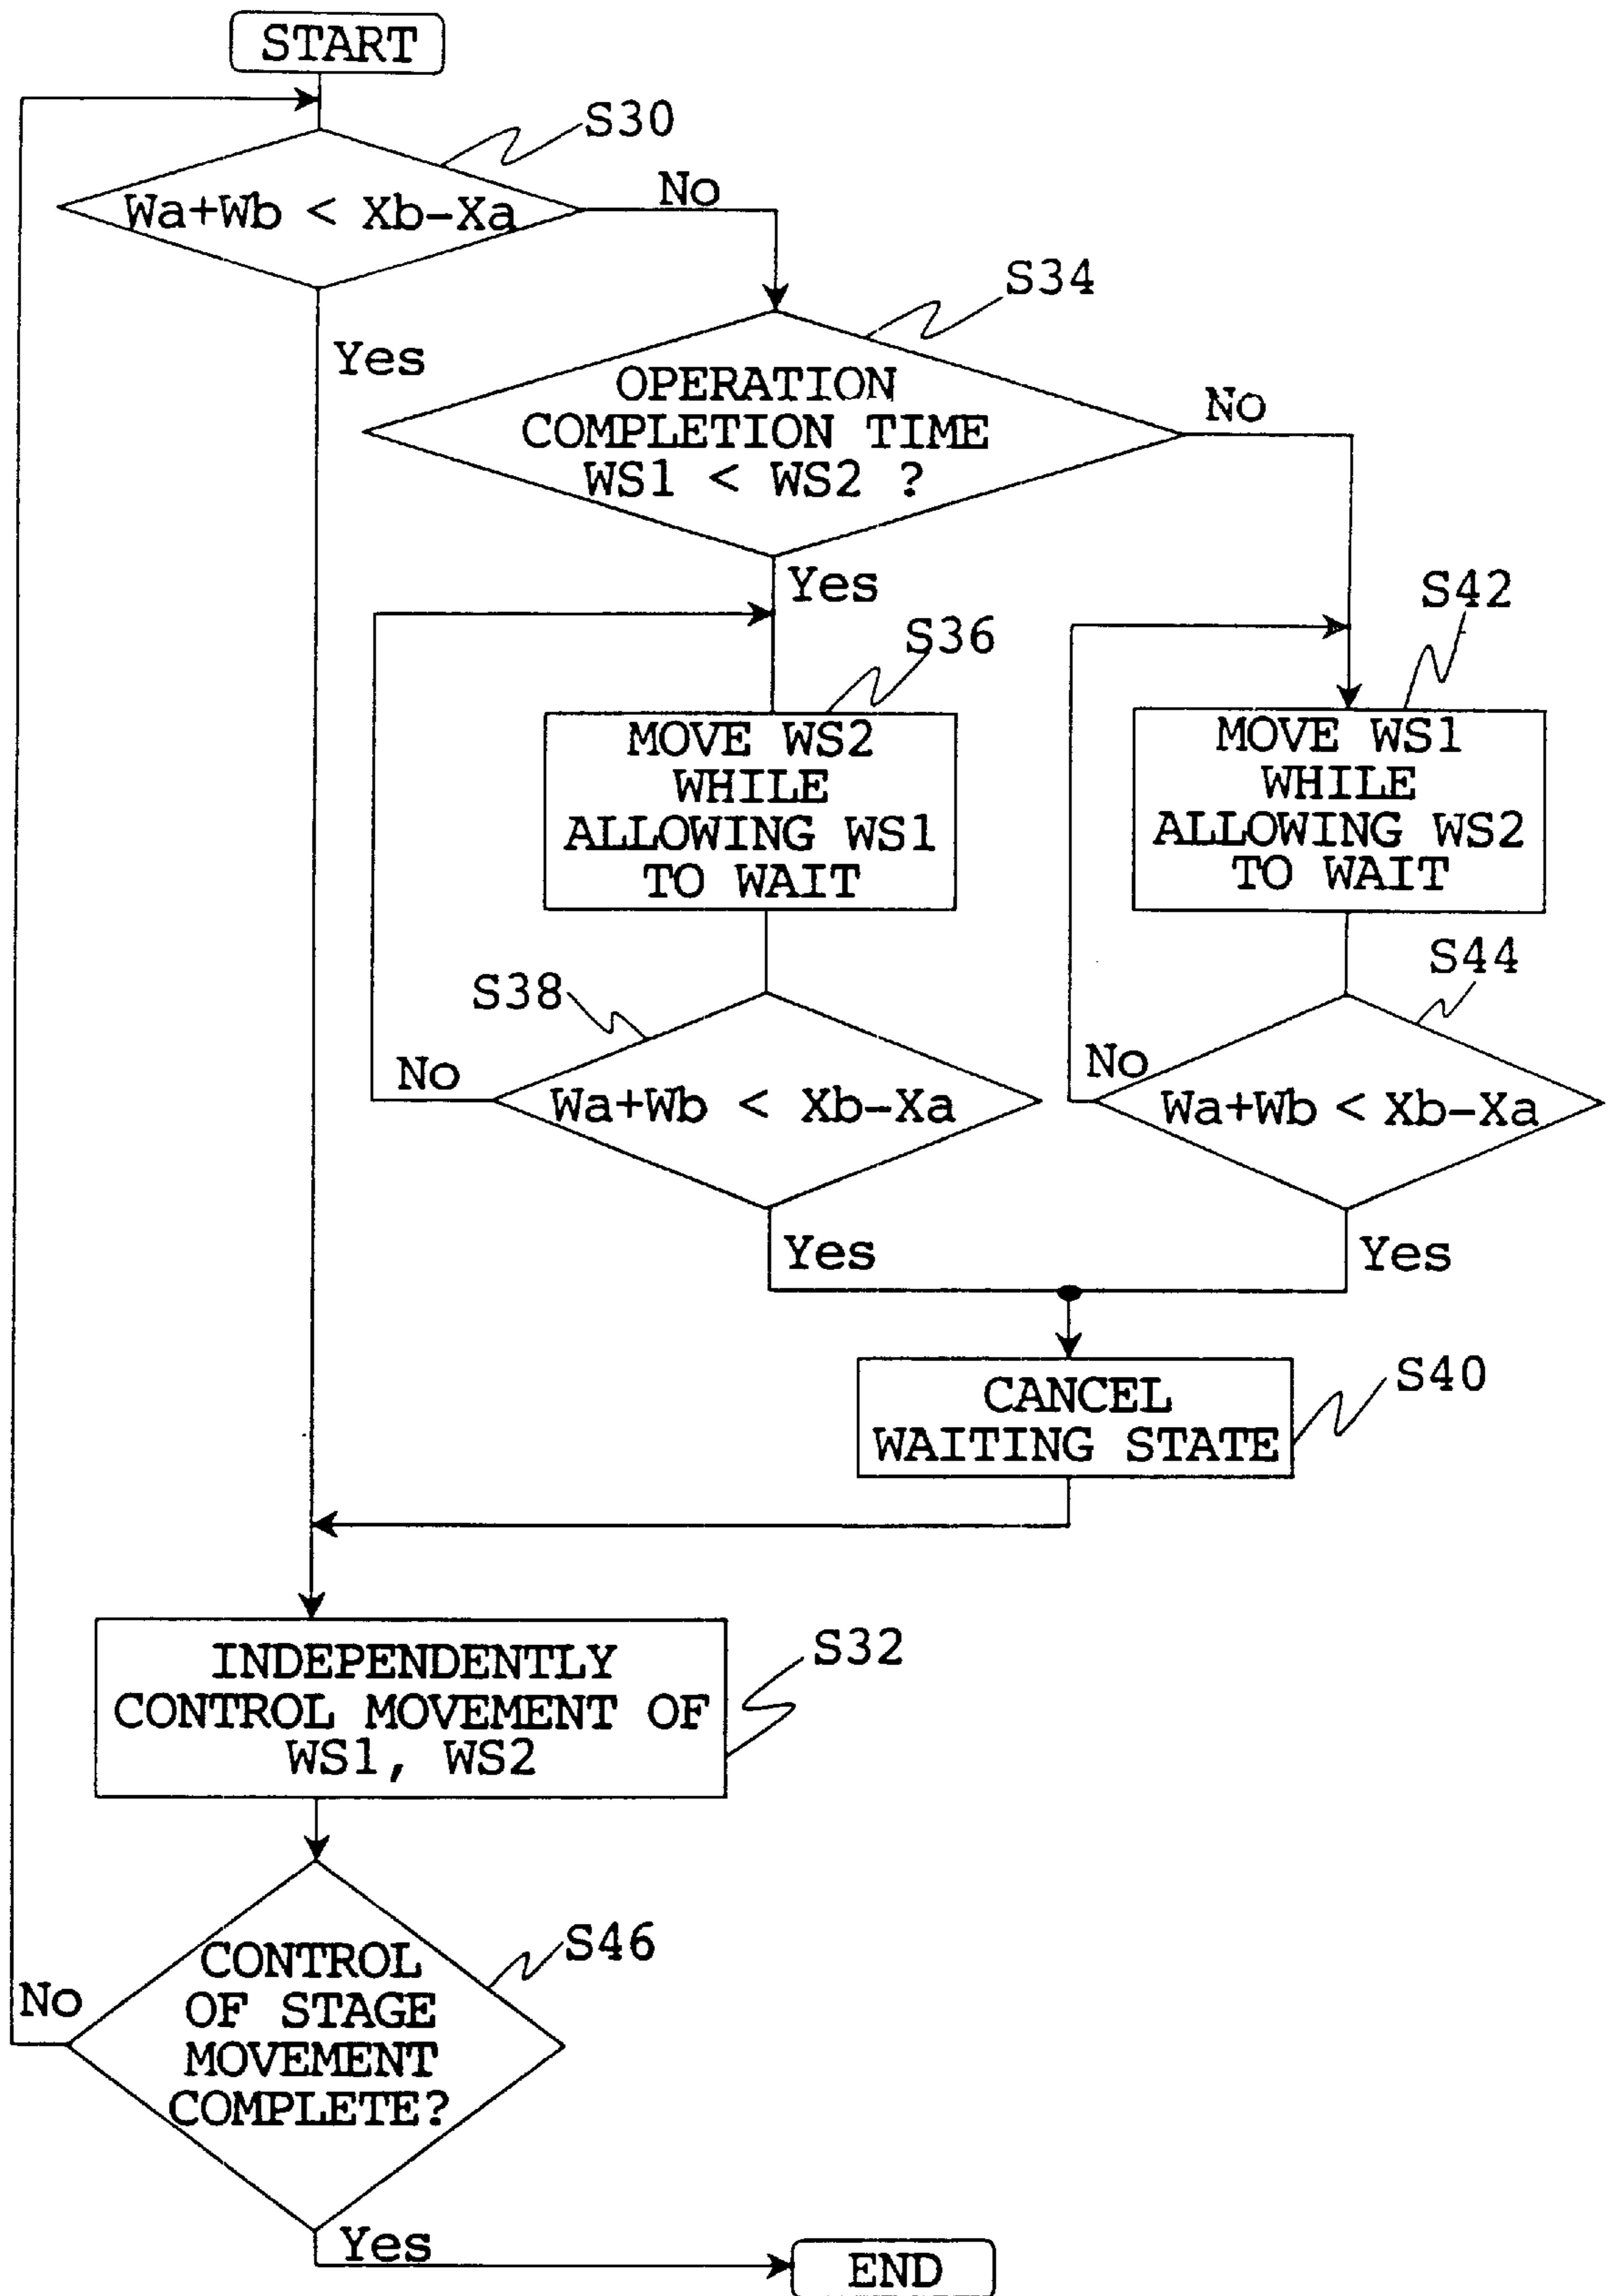 START
S30
Wa+Wb < Xb-Xa
No
Yes
S34
OPERATION
COMPLETION TIME
WS1 < WS2 ?
No
Yes
S36
MOVE WS2
WHILE
ALLOWING WS1
TO WAIT
S42
MOVE WS1
WHILE
ALLOWING WS2
TO WAIT
S38
No
Wa+Wb < Xb-Xa
Yes
S44
No
Wa+Wb < Xb-Xa
Yes
S40
CANCEL
WAITING STATE
S32
INDEPENDENTLY
CONTROL MOVEMENT OF
WS1, WS2
S46
CONTROL
OF STAGE
MOVEMENT
COMPLETE?
No
Yes
END